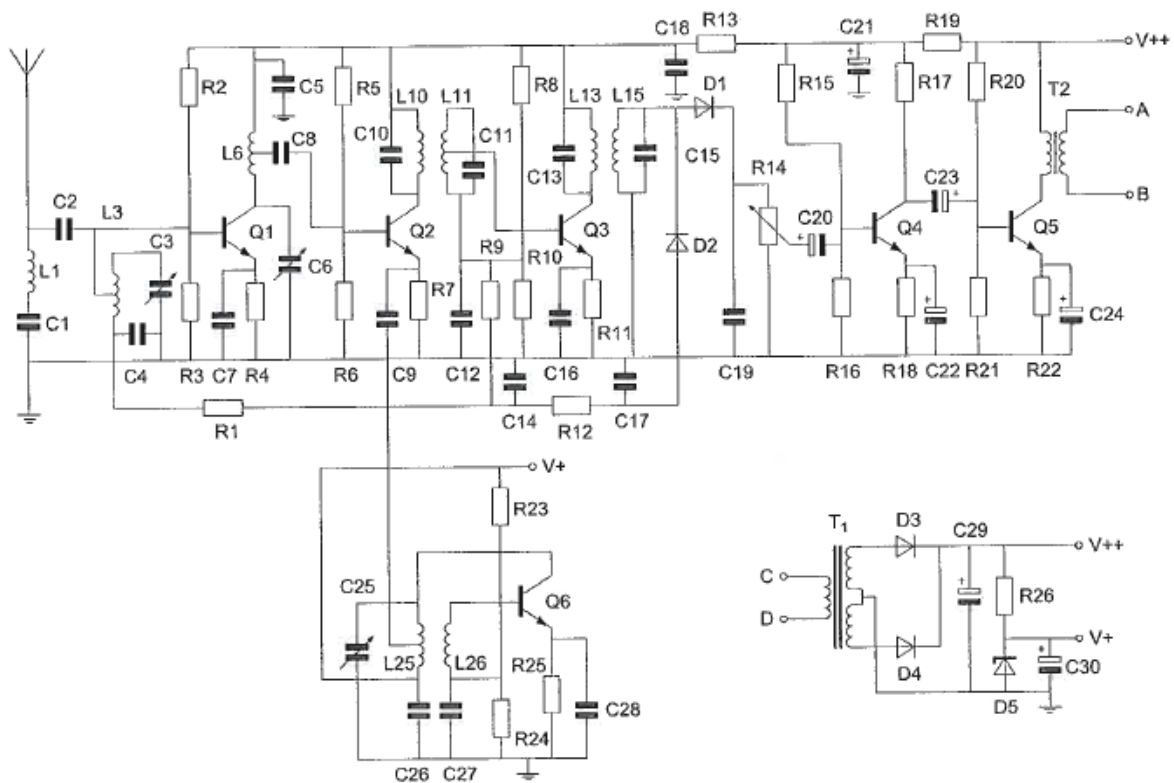 C18 R13 C21 R19
V++
R2 C5 R5 L10 L11 R8 L13 L15 D1 R15 R17 R20 T2
C8 C10 C11 A
L6 C13 C15 R14
C2 L3 C3 C20 C23 B
Q1 Q2 Q3 Q4 Q5
L1 C6 R9 R10 D2
R7
C1 R11 C24
C4 R3 C7 R4 R6 C9 C12 C16 C19 R16 R18 C22 R21 R22
R1 C14 R12 C17
V+
R23
T1 D3 C29 V++
C25 Q6 C D R26
L25 L26 R25 D4 V+
C30
C28 D5
R24
C26 C27
+ + + + + + + +